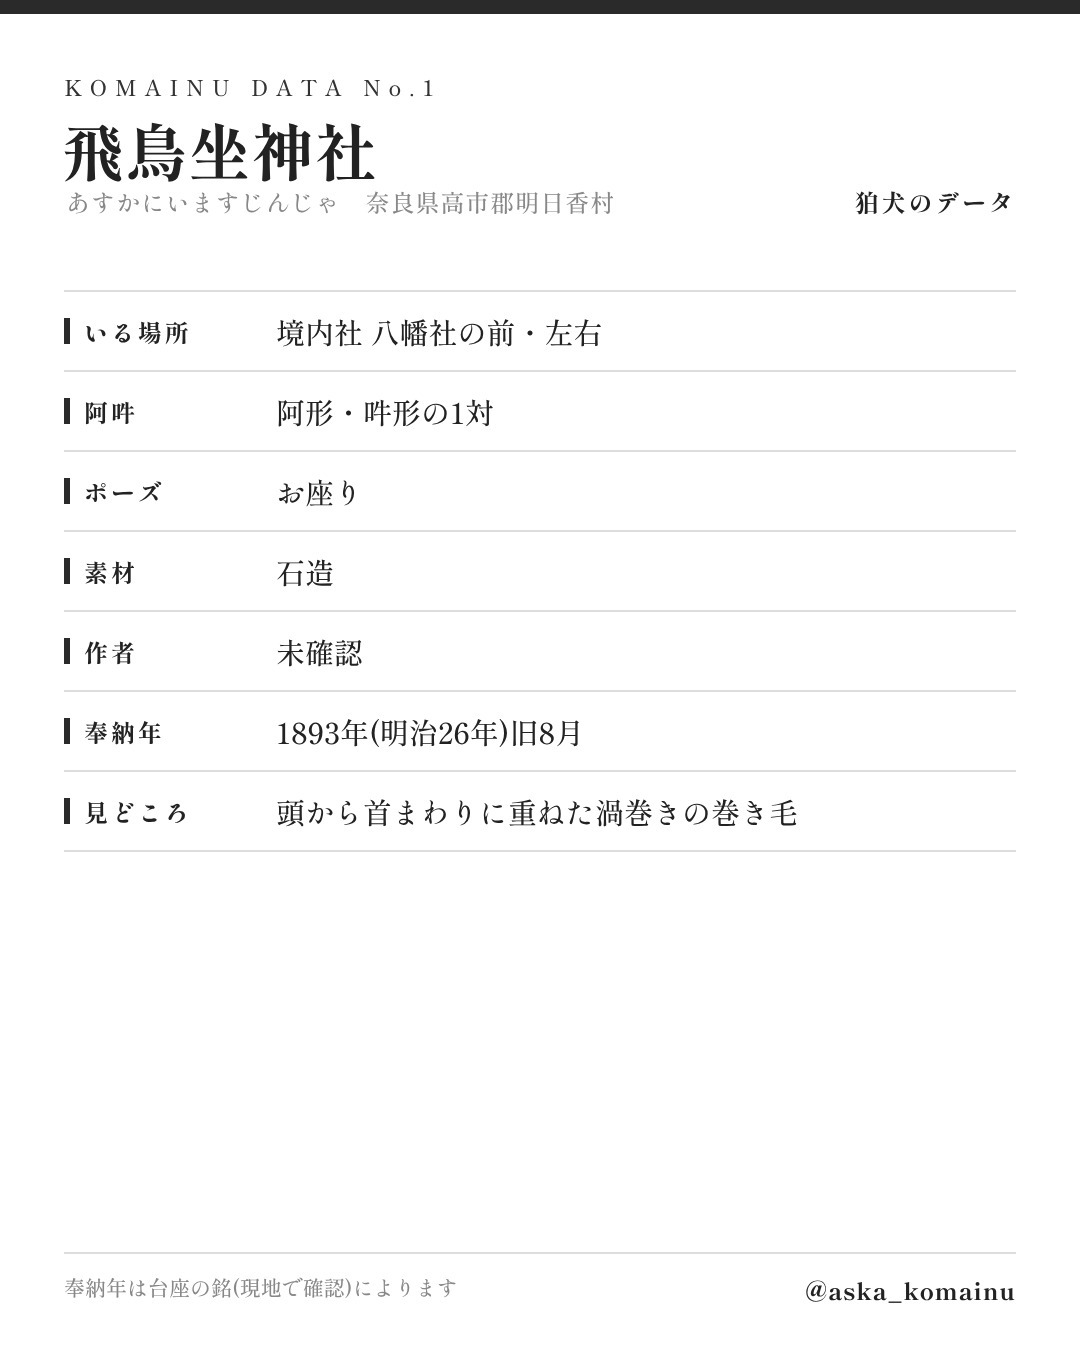 KOMAINU DATA No.1
飛鳥坐神社
あすかにいますじんじゃ　奈良県高市郡明日香村
狛犬のデータ
いる場所　境内社 八幡社の前・左右
阿吽　阿形・吽形の1対
ポーズ　お座り
素材　石造
作者　未確認
奉納年　1893年(明治26年)旧8月
見どころ　頭から首まわりに重ねた渦巻きの巻き毛
奉納年は台座の銘(現地で確認)によります
@aska_komainu